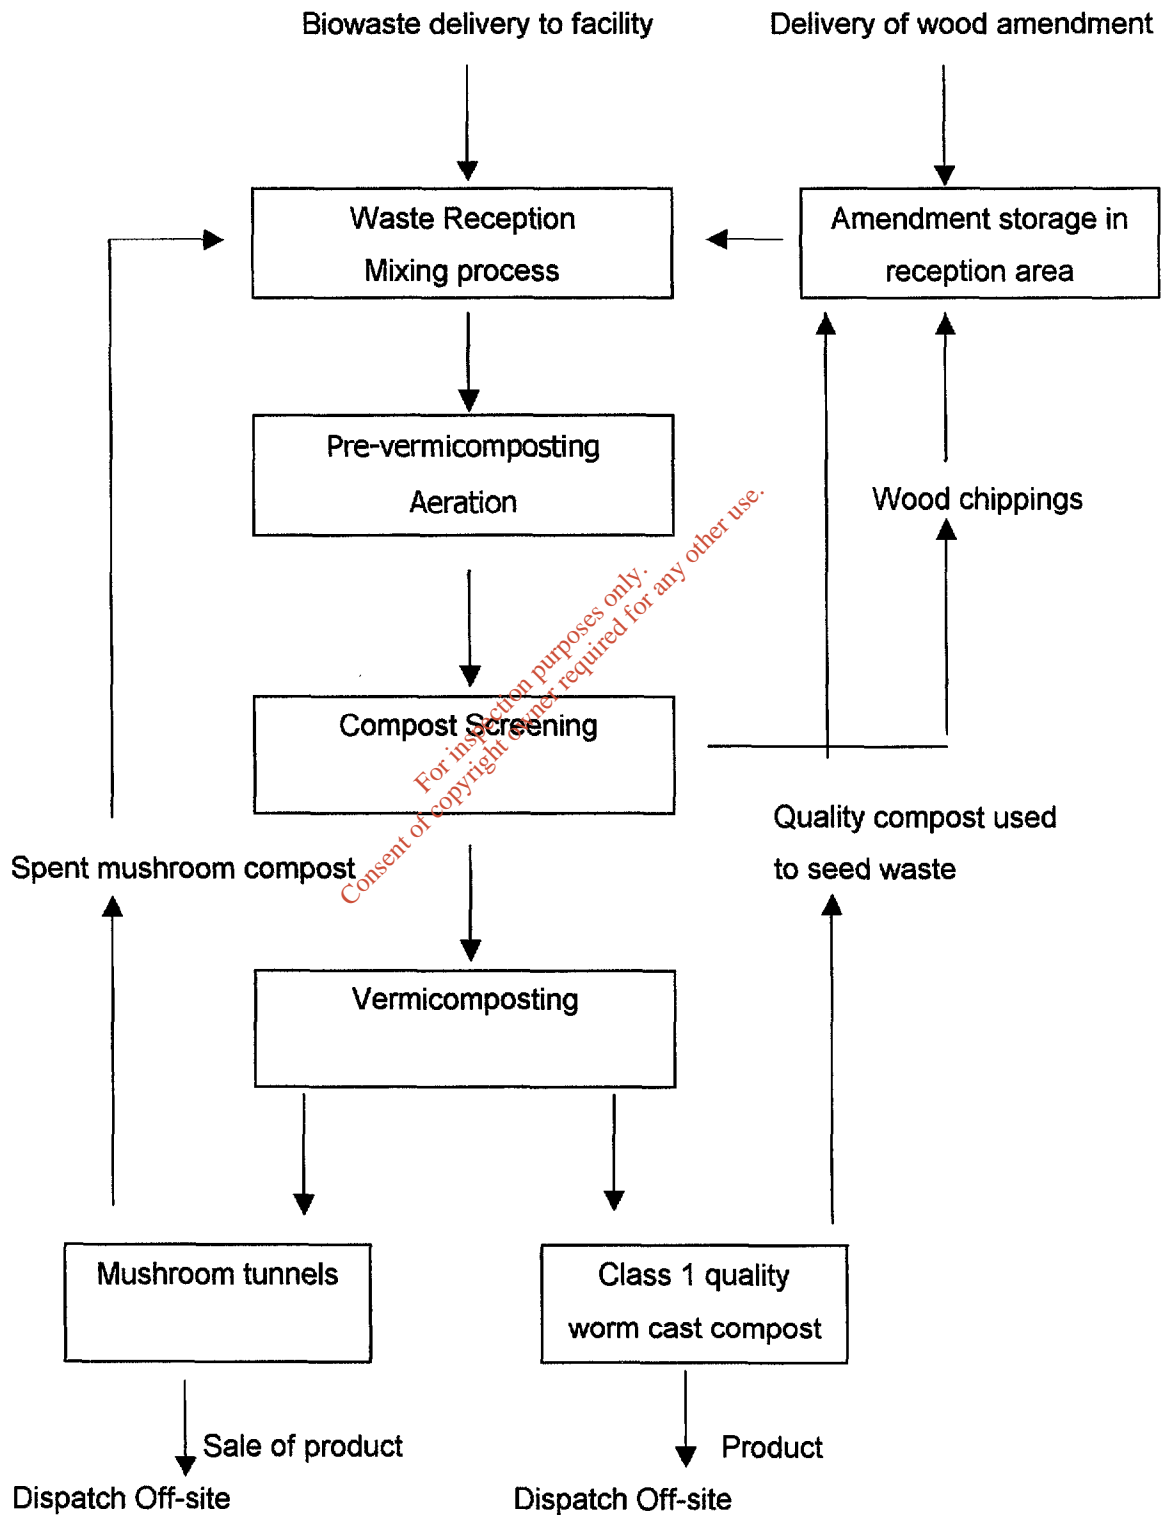 Biowaste delivery to facility
Delivery of wood amendment
Waste Reception
Mixing process
Amendment storage in
reception area
Pre-vermicomposting
Aeration
Wood chippings
For inspection purposes only.
Consent of copyright owner required for any other use.
Compost Screening
Quality compost used
to seed waste
Spent mushroom compost
Vermicomposting
Mushroom tunnels
Class 1 quality
worm cast compost
Sale of product
Product
Dispatch Off-site
Dispatch Off-site